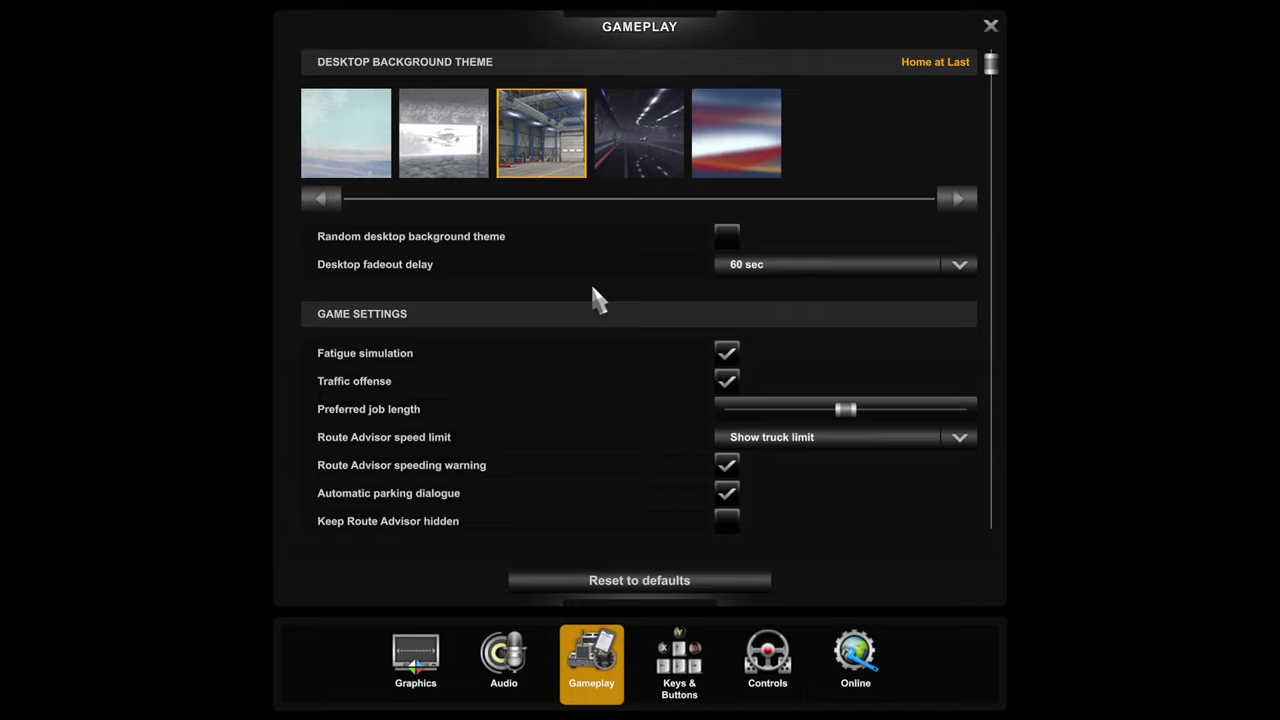 GAMEPLAY
DESKTOP BACKGROUND THEME
Home at Last
Random desktop background theme
Desktop fadeout delay
60 sec
GAME SETTINGS
Fatigue simulation
Traffic offense
Preferred job length
Route Advisor speed limit
Show truck limit
Route Advisor speeding warning
Automatic parking dialogue
Keep Route Advisor hidden
Reset to defaults
Graphics
Audio
Gameplay
Keys &
Buttons
Controls
Online